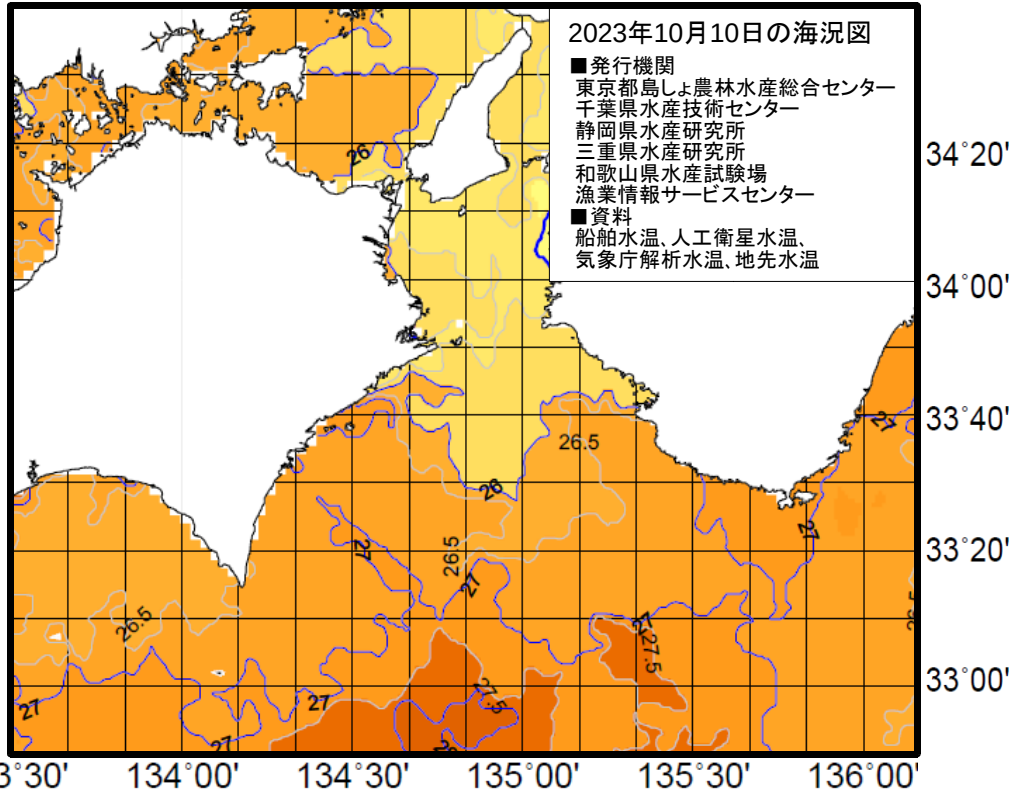 2023年10月10日の海況図
■発行機関
東京都島しょ農林水産総合センター
千葉県水産技術センター
静岡県水産研究所
三重県水産研究所
和歌山県水産試験場
漁業情報サービスセンター
■資料
船舶水温、人工衛星水温、
気象庁解析水温、地先水温
26
34˚20'
34˚00'
27
33˚40'
26.5
26
27
27
26.5
33˚20'
27
26.5
27
27.5
33˚00'
27.5
27
27
27
3˚30'
134˚00'
134˚30'
135˚00'
135˚30'
136˚00'